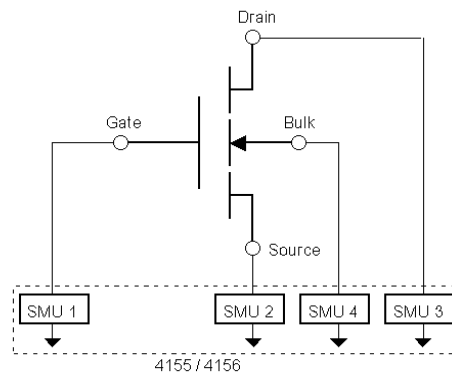 Drain
Gate
Bulk
Source
SMU 1
SMU 2
SMU 4
SMU 3
4155 / 4156